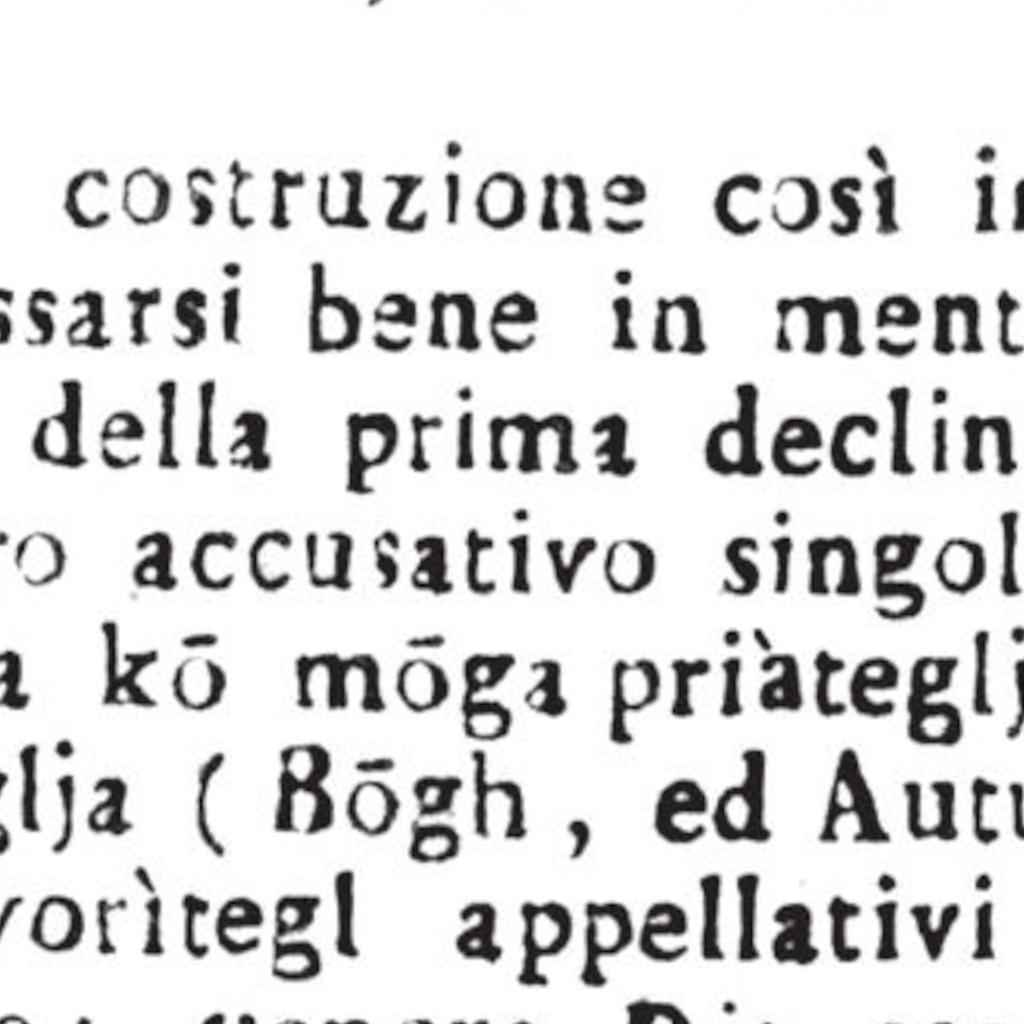 costruzione così in
ssarsi bene in ment
della prima declin
ro accusativo singol
a kō mōga priàteglj
glja ( Bōgh , ed Autu
vorìtegl appellativi